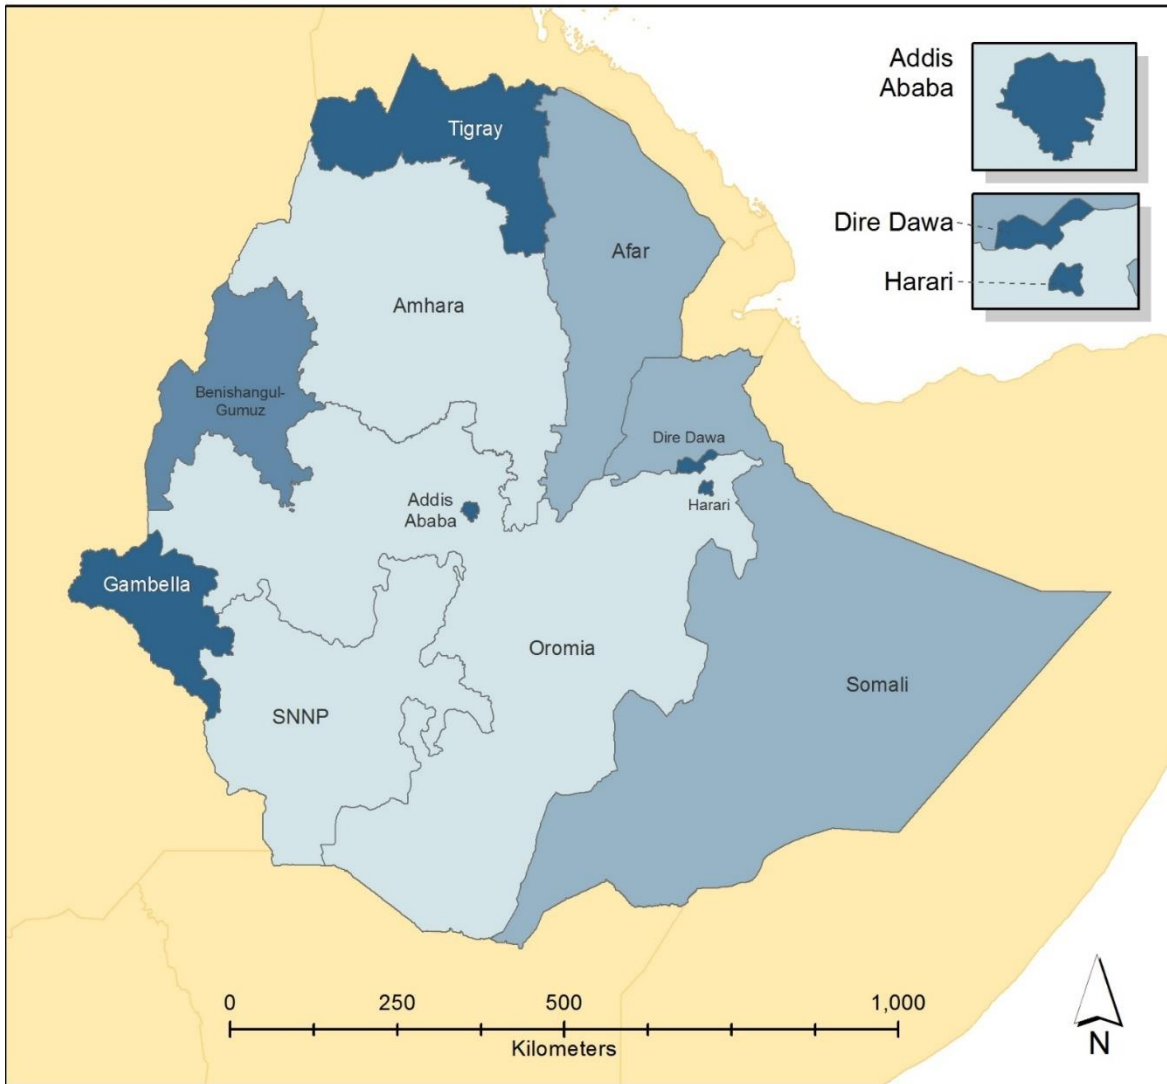 Addis
Ababa
Dire Dawa
Harari
Tigray
Afar
Amhara
Benishangul-
Gumuz
Dire Dawa
Harari
Addis
Ababa
Gambella
Oromia
Somali
SNNP
0 250 500 1,000
Kilometers
N